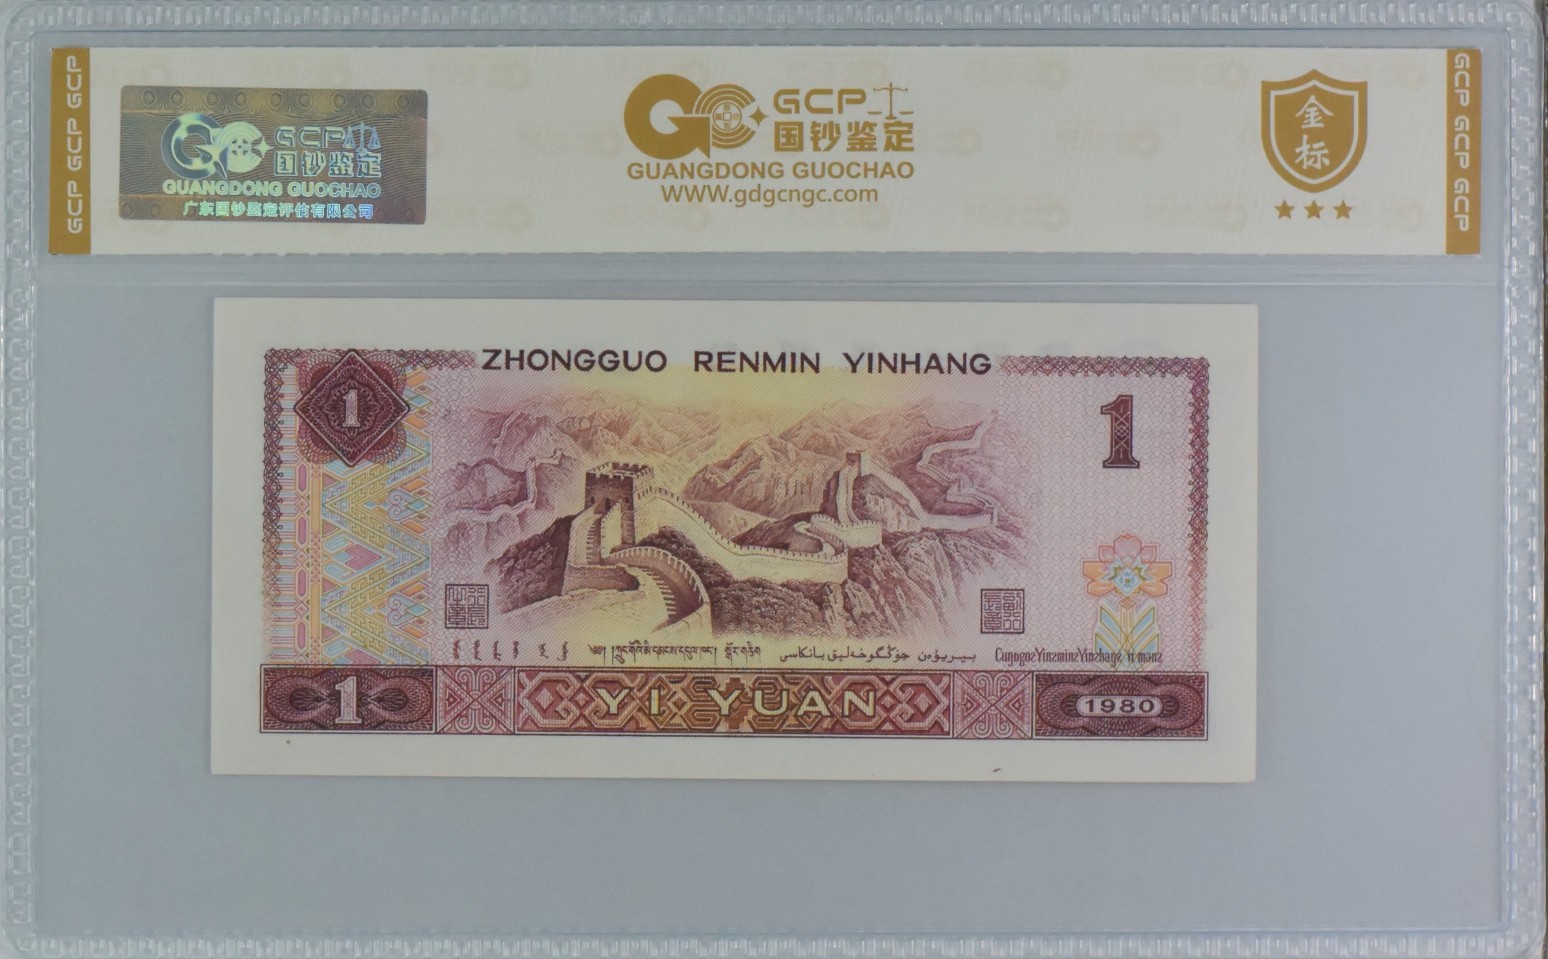 GCP GCP GCP
GCP
国钞鉴定
GUANGDONG GUOCHAO
广东国钞鉴定评估有限公司
GCP
国钞鉴定
GUANGDONG GUOCHAO
WWW.gdgcngc.com
金
标
GCP GCP GCP
ZHONGGUO RENMIN YINHANG
1
1
YI YUAN
1
1980